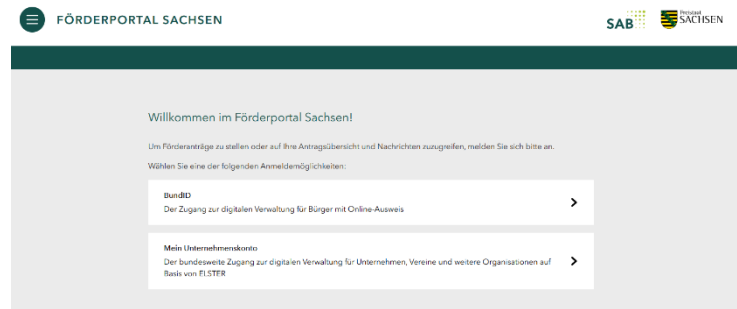 FÖRDERPORTAL SACHSEN
SAB
Freistaat
SACHSEN
Willkommen im Förderportal Sachsen!
Um Förderanträge zu stellen oder auf Ihre Antragsübersicht und Nachrichten zuzugreifen, melden Sie sich bitte an.
Wählen Sie eine der folgenden Anmeldemöglichkeiten:
BundID
Der Zugang zur digitalen Verwaltung für Bürger mit Online-Ausweis
Mein Unternehmenskonto
Der bundesweite Zugang zur digitalen Verwaltung für Unternehmen, Vereine und weitere Organisationen auf
Basis von ELSTER